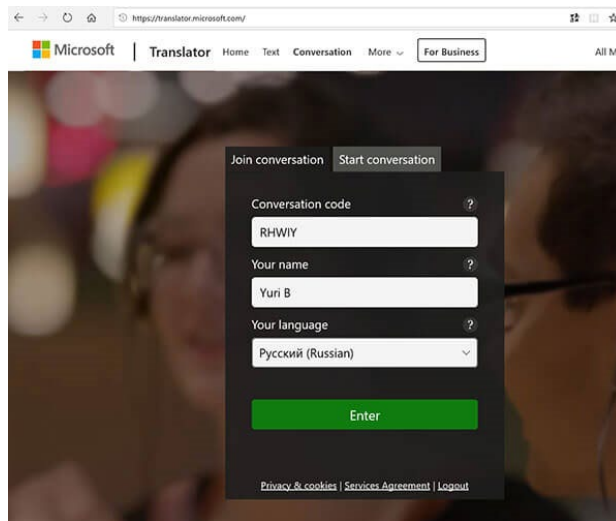 https://translator.microsoft.com/
Microsoft | Translator Home Text Conversation More For Business All M
Join conversation Start conversation
Conversation code ?
RHWIY
Your name ?
Yuri B
Your language ?
Русский (Russian)
Enter
Privacy & cookies | Services Agreement | Logout